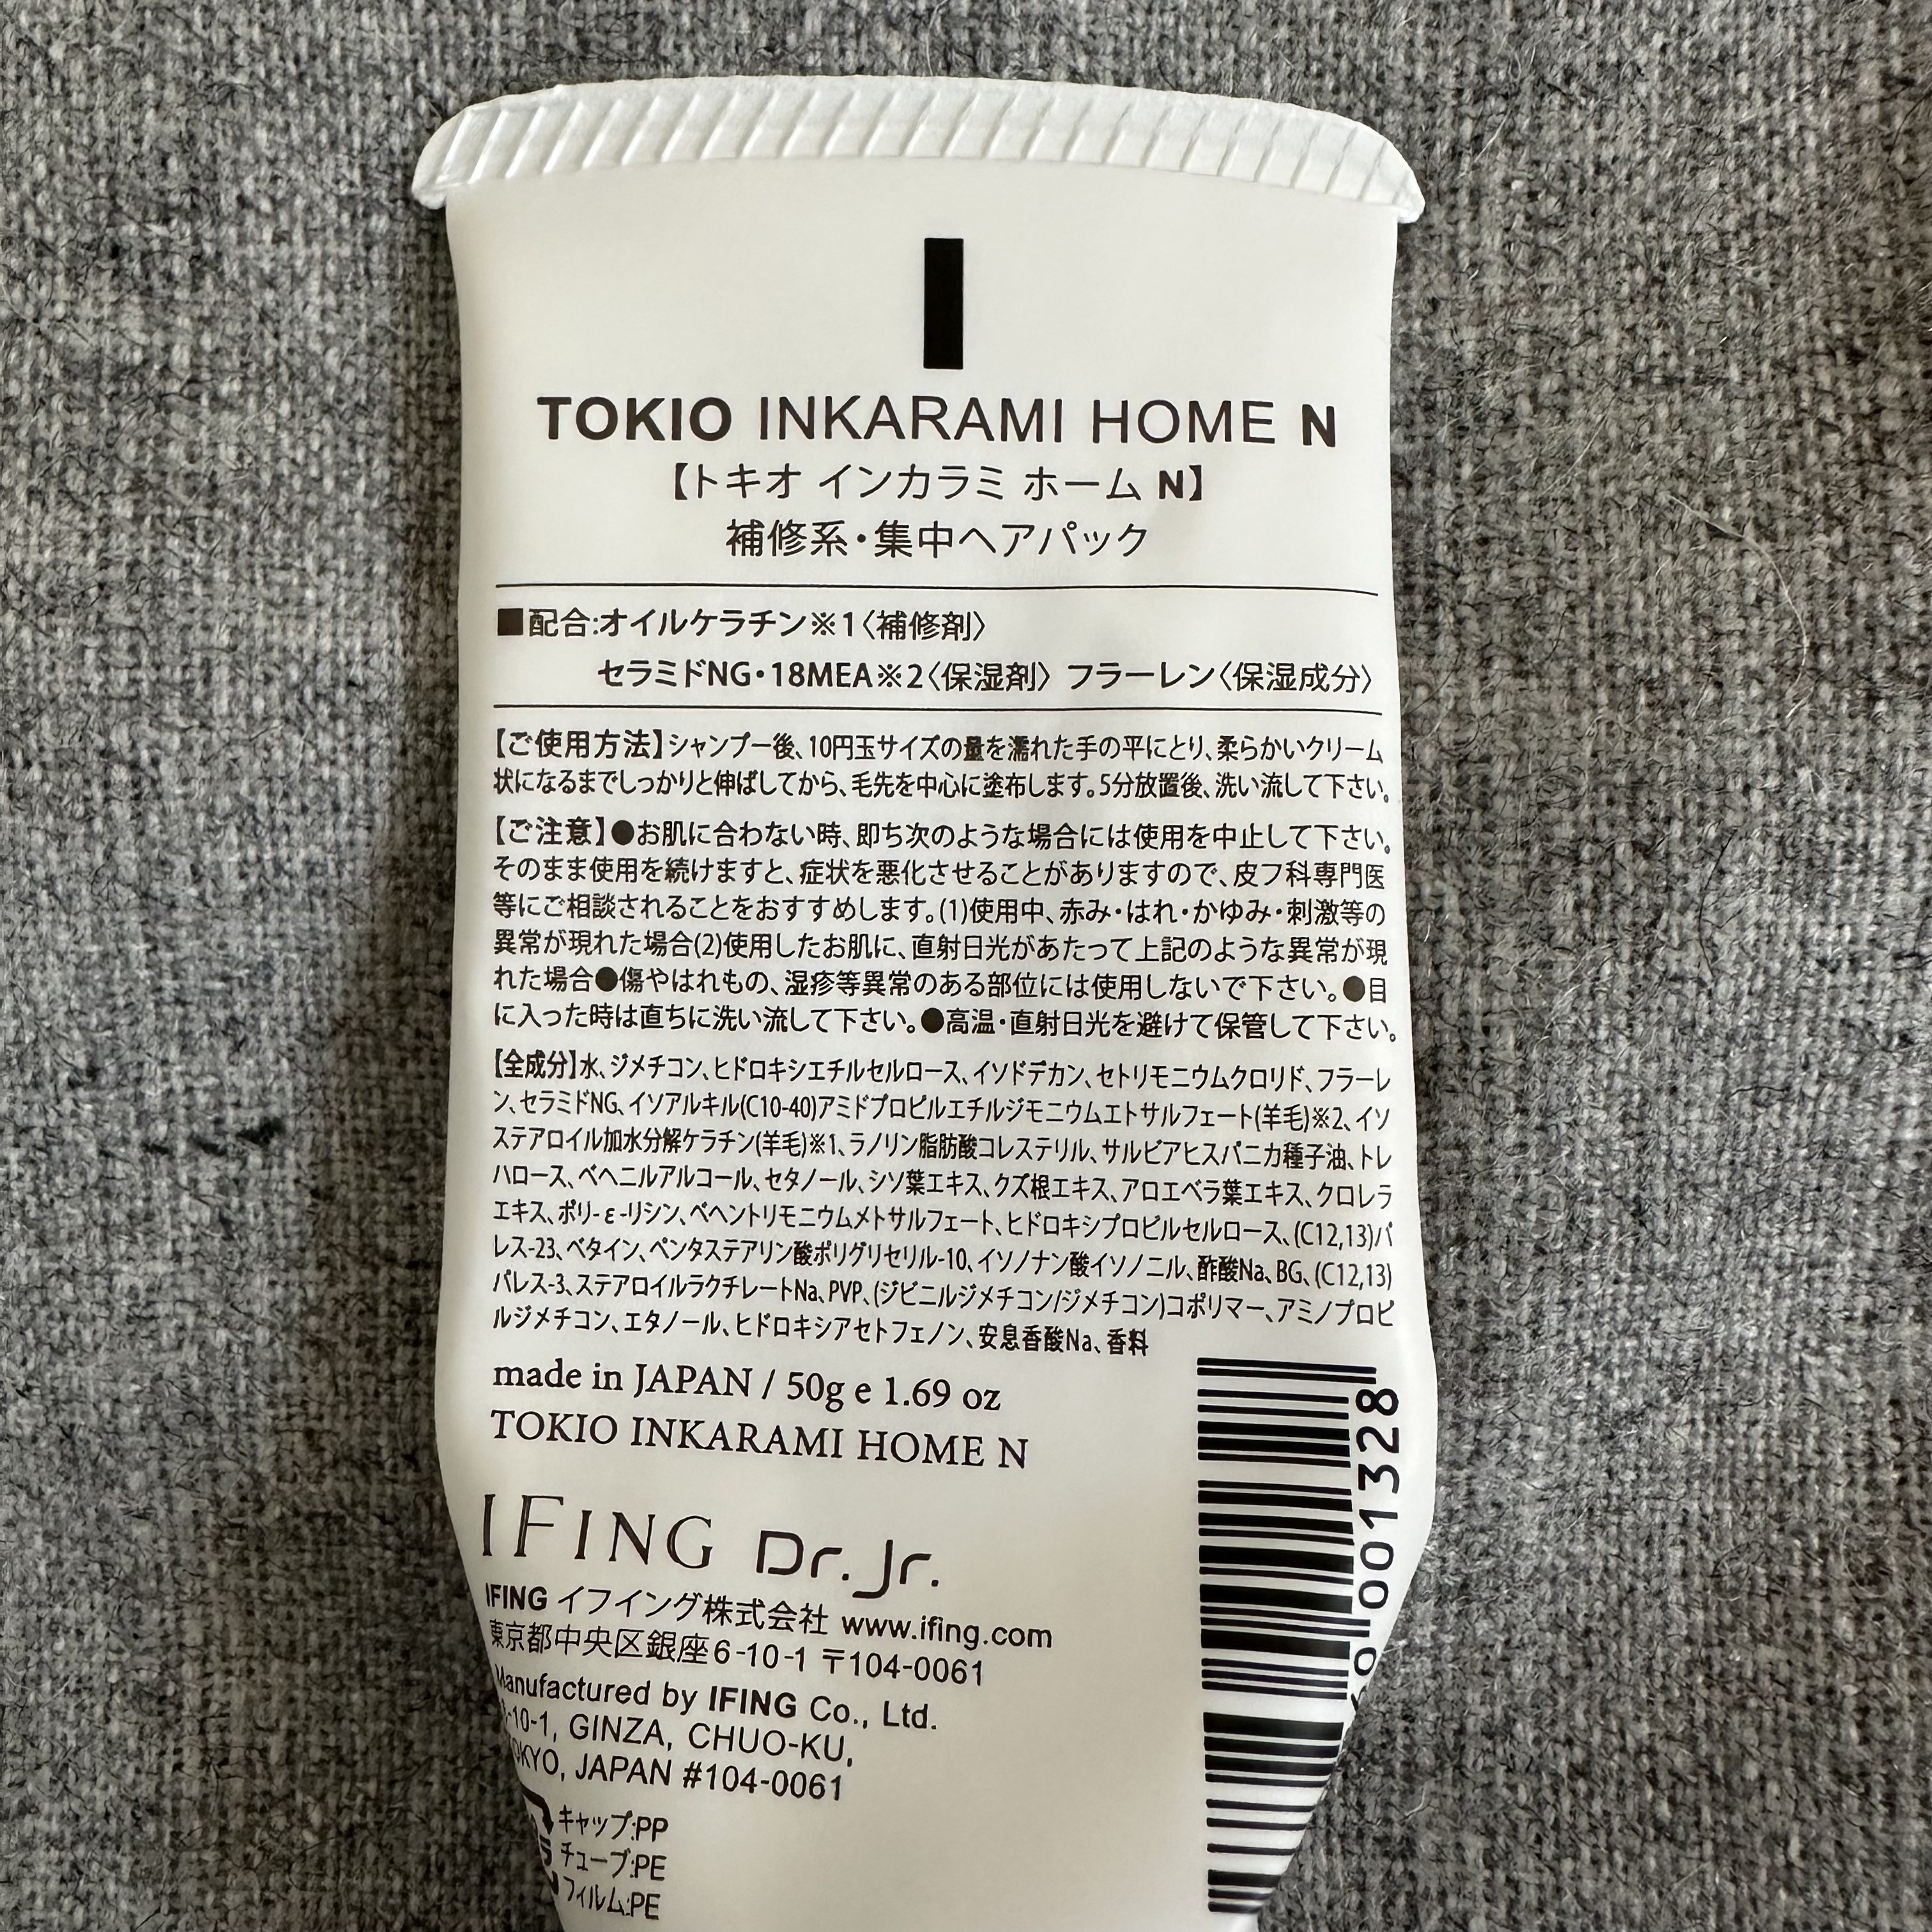 TOKIO INKARAMI HOME N
【トキオ インカラミ ホーム N】
補修系・集中ヘアパック
■配合:オイルケラチン※1〈補修剤〉
セラミドNG・18MEA※2〈保湿剤〉 フラーレン〈保湿成分〉
【ご使用方法】シャンプー後、10円玉サイズの量を濡れた手の平にとり、柔らかいクリーム
状になるまでしっかりと伸ばしてから、毛先を中心に塗布します。5分放置後、洗い流して下さい。
【ご注意】●お肌に合わない時、即ち次のような場合には使用を中止して下さい。
そのまま使用を続けますと、症状を悪化させることがありますので、皮フ科専門医
等にご相談されることをおすすめします。(1)使用中、赤み・はれ・かゆみ・刺激等の
異常が現れた場合(2)使用したお肌に、直射日光があたって上記のような異常が現
れた場合●傷やはれもの、湿疹等異常のある部位には使用しないで下さい。●目
に入った時は直ちに洗い流して下さい。●高温・直射日光を避けて保管して下さい。
【全成分】水、ジメチコン、ヒドロキシエチルセルロース、イソドデカン、セトリモニウムクロリド、フラーレ
ン、セラミドNG、イソアルキル(C10-40)アミドプロピルエチルジモニウムエトサルフェート(羊毛)※2、イソ
ステアロイル加水分解ケラチン(羊毛)※1、ラノリン脂肪酸コレステリル、サルビアヒスパニカ種子油、トレ
ハロース、ベヘニルアルコール、セタノール、シソ葉エキス、クズ根エキス、アロエベラ葉エキス、クロレラ
エキス、ポリ-ε-リシン、ベヘントリモニウムメトサルフェート、ヒドロキシプロピルセルロース、(C12,13)パ
レス-23、ベタイン、ペンタステアリン酸ポリグリセリル-10、イソノナン酸イソノニル、酢酸Na、BG、(C12,13)
パレス-3、ステアロイルラクチレートNa、PVP、(ジビニルジメチコン/ジメチコン)コポリマー、アミノプロピ
ルジメチコン、エタノール、ヒドロキシアセトフェノン、安息香酸Na、香料
made in JAPAN / 50g e 1.69 oz
TOKIO INKARAMI HOME N
001328
IFING Dr.Jr.
IFING イフイング株式会社 www.ifing.com
東京都中央区銀座6-10-1 〒104-0061
Manufactured by IFING Co., Ltd.
-10-1, GINZA, CHUO-KU,
OKYO, JAPAN #104-0061
キャップ:PP
チューブ:PE
フィルム:PE